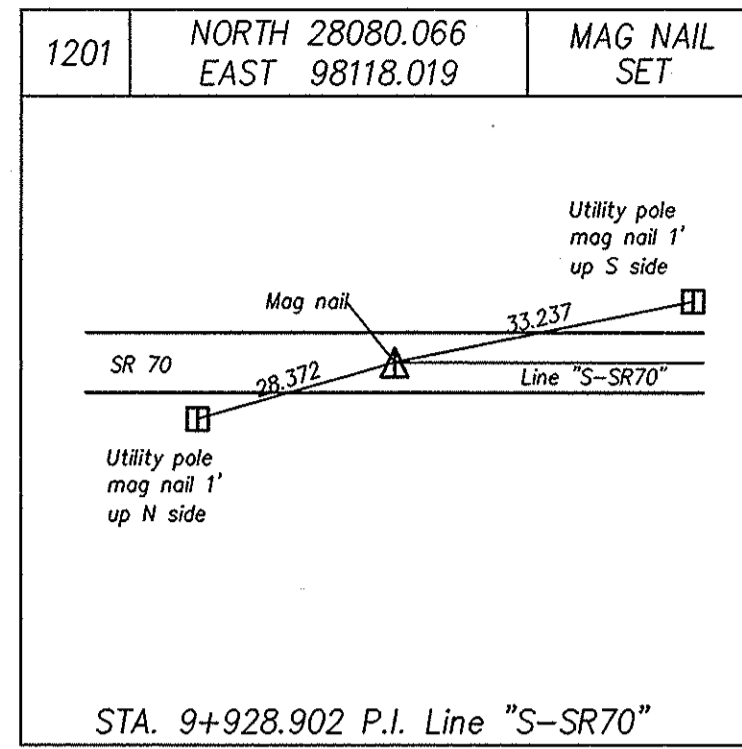 1201
NORTH 28080.066
EAST 98118.019
MAG NAIL
SET
Utility pole
mag nail 1'
up S side
Mag nail
33.237
SR 70
28.372
Line "S-SR70"
Utility pole
mag nail 1'
up N side
STA. 9+928.902 P.I. Line "S-SR70"